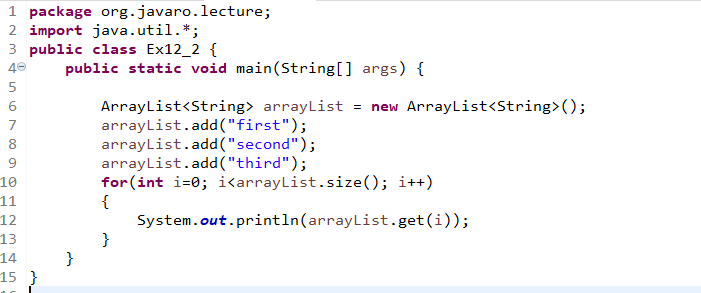 1 package org.javaro.lecture;
2 import java.util.*;
3 public class Ex12_2 {
4 public static void main(String[] args) {
5
6 ArrayList<String> arrayList = new ArrayList<String>();
7 arrayList.add("first");
8 arrayList.add("second");
9 arrayList.add("third");
10 for(int i=0; i<arrayList.size(); i++)
11 {
12 System.out.println(arrayList.get(i));
13 }
14 }
15 }